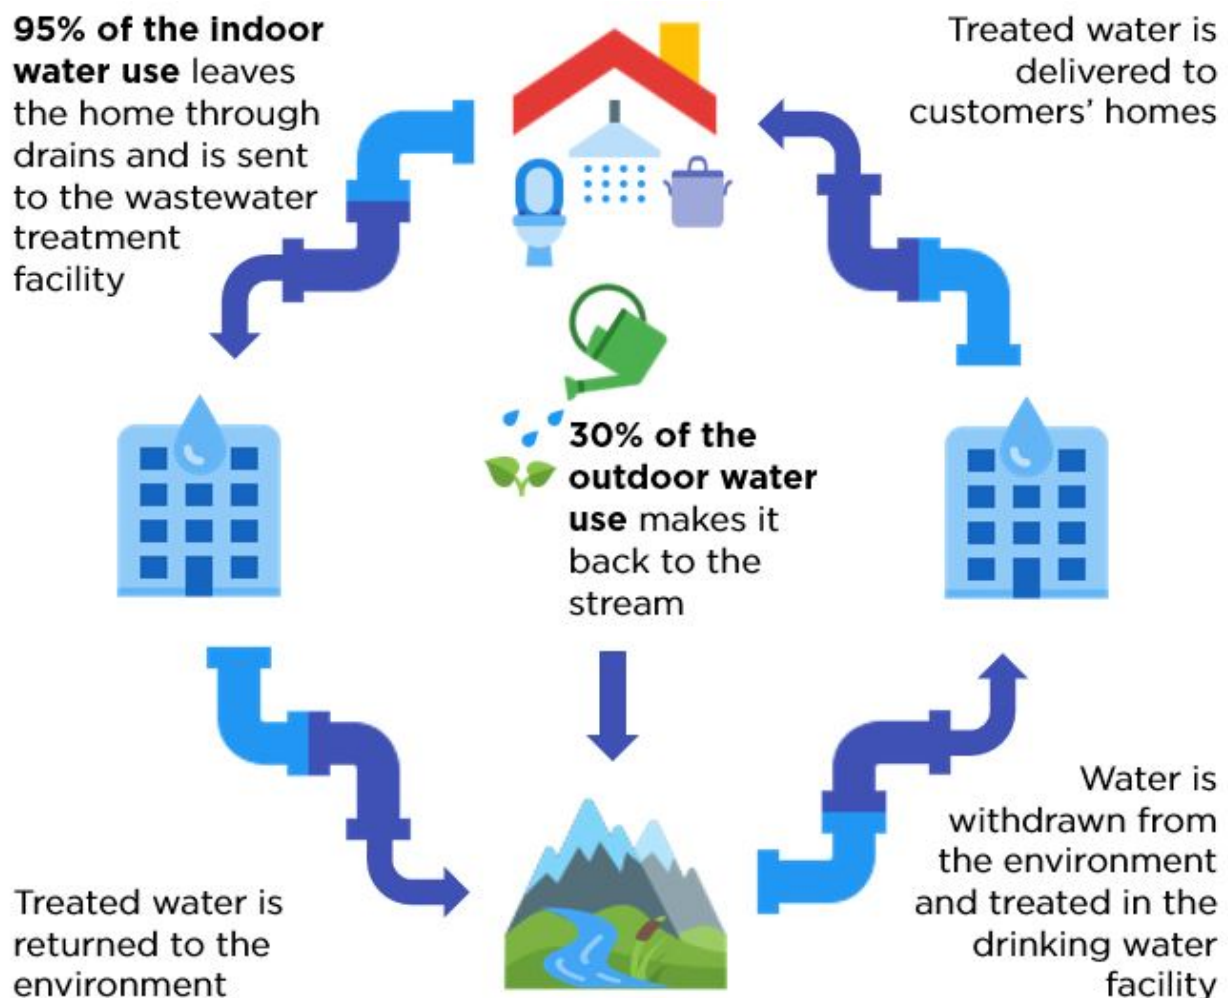 95% of the indoor
water use leaves
the home through
drains and is sent
to the wastewater
treatment
facility
Treated water is
delivered to
customers’ homes
30% of the
outdoor water
use makes it
back to the
stream
Treated water is
returned to the
environment
Water is
withdrawn from
the environment
and treated in the
drinking water
facility